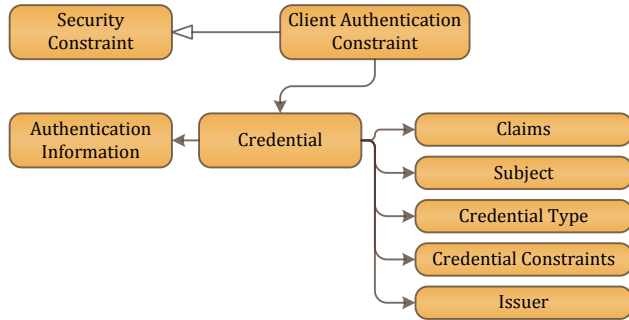 Security
Constraint
Client Authentication
Constraint
Authentication
Information
Credential
Claims
Subject
Credential Type
Credential Constraints
Issuer